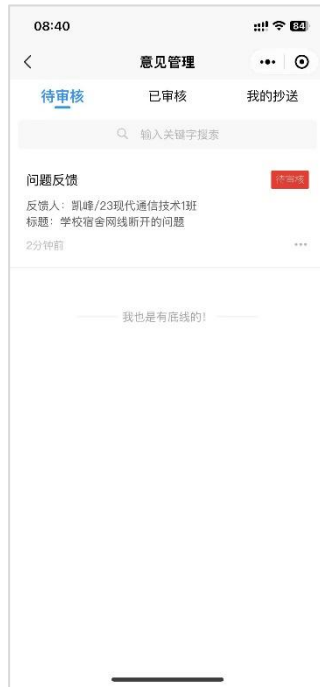 08:40
84
意见管理
待审核
已审核
我的抄送
输入关键字搜索
问题反馈
待审核
反馈人：凯峰/23现代通信技术1班
标题：学校宿舍网线断开的问题
2分钟前
我也是有底线的!